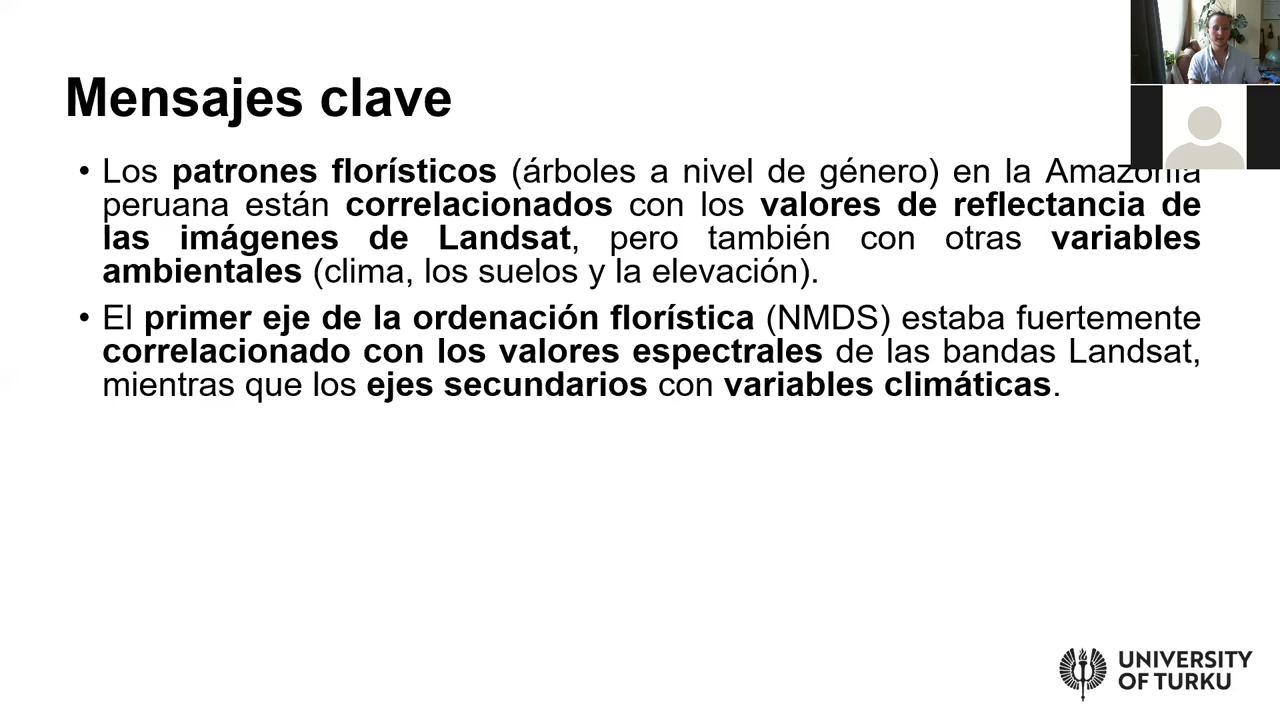 Mensajes clave
• Los patrones florísticos (árboles a nivel de género) en la Amazonía
peruana están correlacionados con los valores de reflectancia de
las imágenes de Landsat, pero también con otras variables
ambientales (clima, los suelos y la elevación).
• El primer eje de la ordenación florística (NMDS) estaba fuertemente
correlacionado con los valores espectrales de las bandas Landsat,
mientras que los ejes secundarios con variables climáticas.
UNIVERSITY
OF TURKU